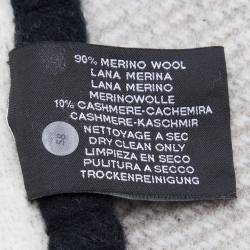 90% MERINO WOOL
LANA MERINA
LANA MERINO
MERINOWOLLE
10% CASHMERE-CACHEMIRA
CASHMERE-KASCHMIR
NETTOYAGE A SEC
DRY CLEAN ONLY
LIMPIEZA EN SECO
PULITURA A SECCO
TROCKENREINIGUNG